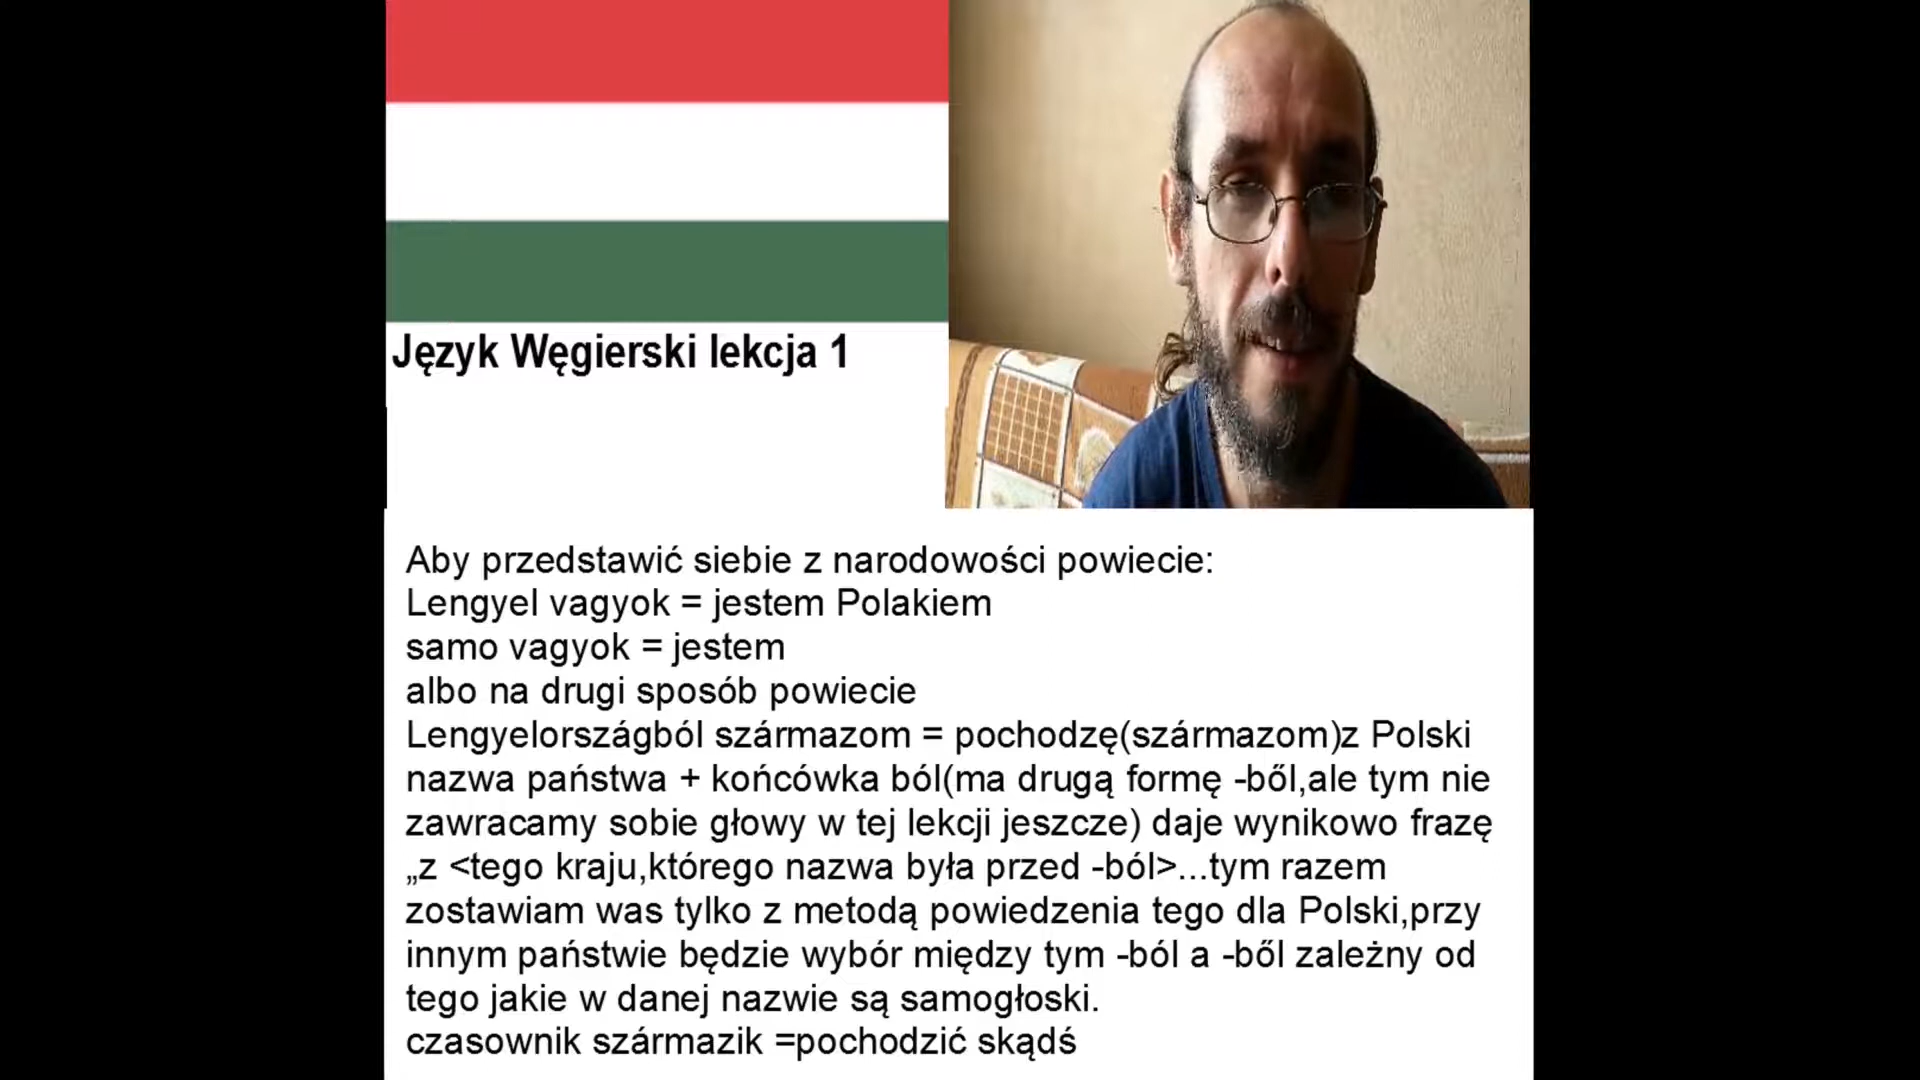 Język Węgierski lekcja 1
Aby przedstawić siebie z narodowości powiecie:
Lengyel vagyok = jestem Polakiem
samo vagyok = jestem
albo na drugi sposób powiecie
Lengyelországból származom = pochodzę(származom)z Polski
nazwa państwa + końcówka ból(ma drugą formę -ből,ale tym nie
zawracamy sobie głowy w tej lekcji jeszcze) daje wynikowo frazę
„z <tego kraju,którego nazwa była przed -ból>...tym razem
zostawiam was tylko z metodą powiedzenia tego dla Polski,przy
innym państwie będzie wybór między tym -ból a -ből zależny od
tego jakie w danej nazwie są samogłoski.
czasownik származik =pochodzić skądś